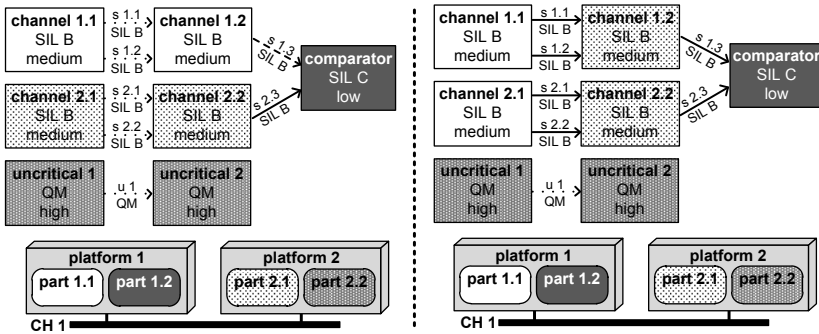 channel 1.1
SIL B
medium
s 1.1
SIL B
s 1.2
SIL B
channel 1.2
SIL B
medium
s 1.3
SIL B
comparator
SIL C
low
channel 2.1
SIL B
medium
s 2.1
SIL B
s 2.2
SIL B
channel 2.2
SIL B
medium
s 2.3
SIL B
uncritical 1
QM
high
u 1
QM
uncritical 2
QM
high
platform 1
part 1.1
part 1.2
platform 2
part 2.1
part 2.2
CH 1
channel 1.1
SIL B
medium
s 1.1
SIL B
s 1.2
SIL B
channel 1.2
SIL B
medium
s 1.3
SIL B
comparator
SIL C
low
channel 2.1
SIL B
medium
s 2.1
SIL B
s 2.2
SIL B
channel 2.2
SIL B
medium
s 2.3
SIL B
uncritical 1
QM
high
u 1
QM
uncritical 2
QM
high
platform 1
part 1.1
part 1.2
platform 2
part 2.1
part 2.2
CH 1